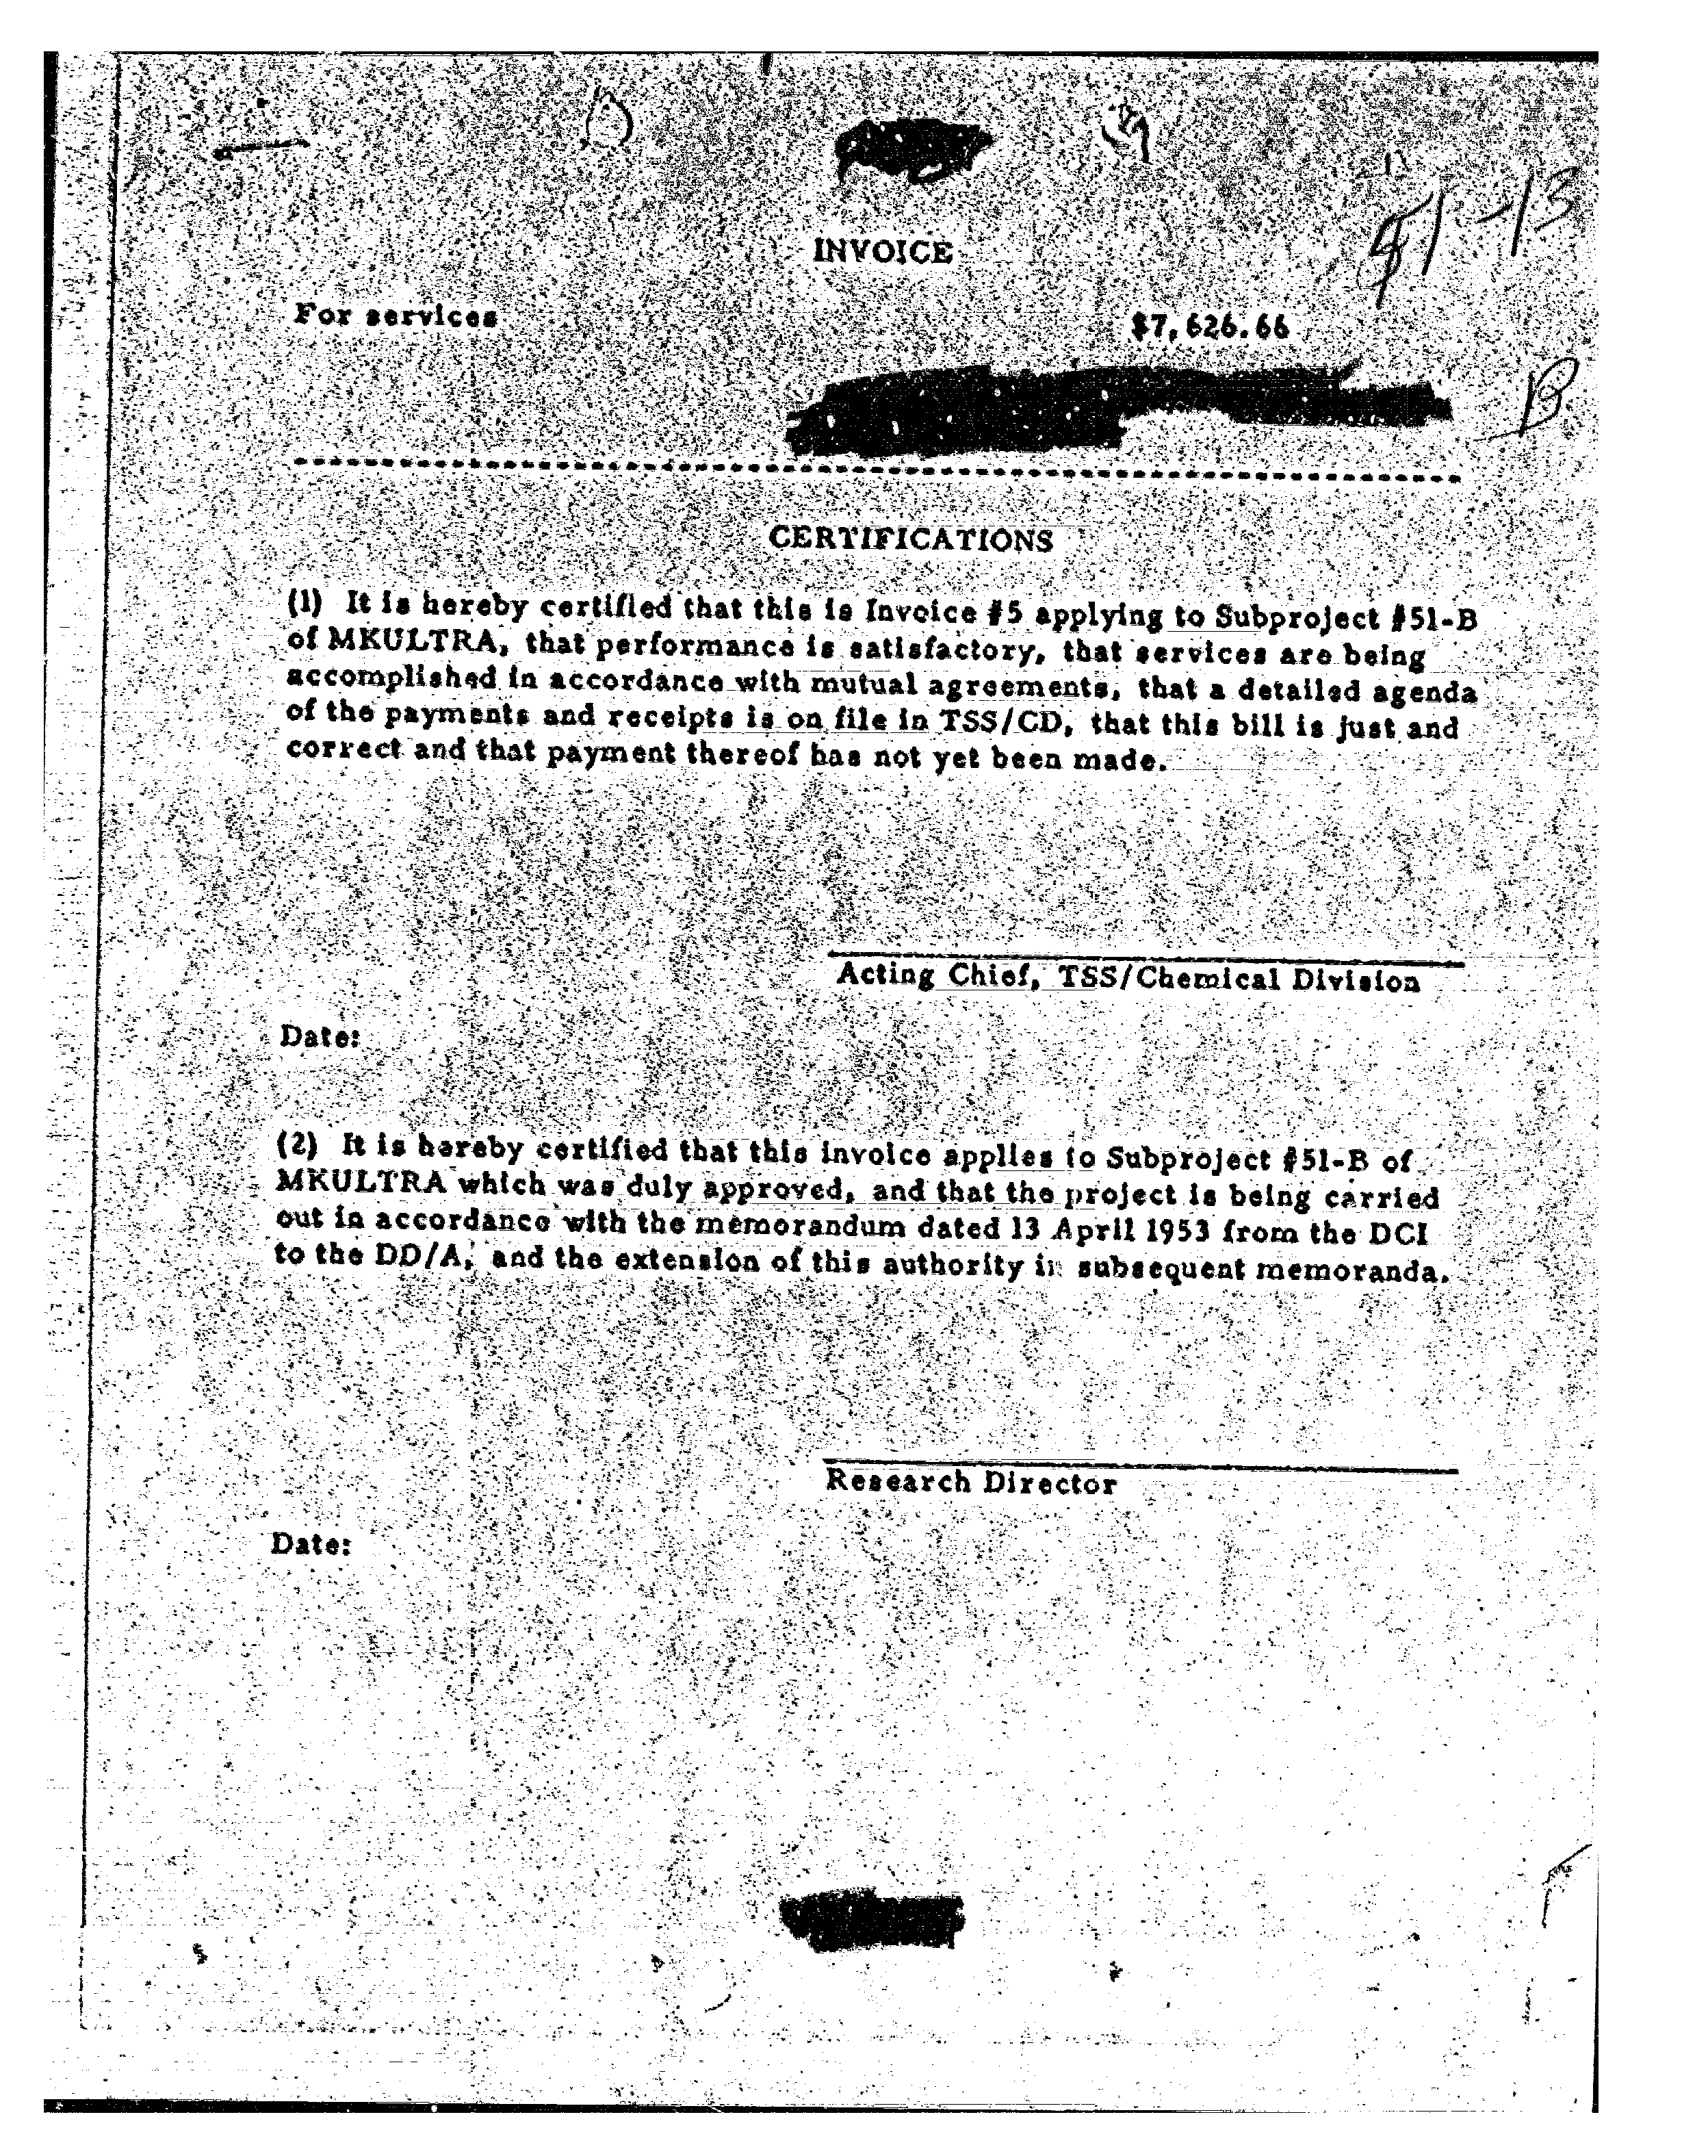 51-13
INVOICE
For services $7,626.66
B
CERTIFICATIONS
(1) It is hereby certified that this is Invoice #5 applying to Subproject #51-B
of MKULTRA, that performance is satisfactory, that services are being
accomplished in accordance with mutual agreements, that a detailed agenda
of the payments and receipts is on file in TSS/CD, that this bill is just and
correct and that payment thereof has not yet been made.
Acting Chief, TSS/Chemical Division
Date:
(2) It is hereby certified that this invoice applies to Subproject #51-B of
MKULTRA which was duly approved, and that the project is being carried
out in accordance with the memorandum dated 13 April 1953 from the DCI
to the DD/A, and the extension of this authority in subsequent memoranda.
Research Director
Date: